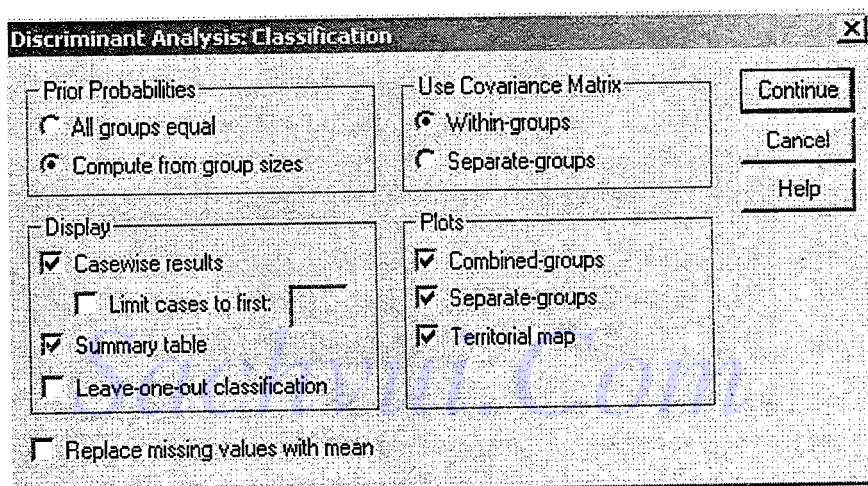 Discriminant Analysis: Classification
Prior Probabilities
All groups equal
Compute from group sizes
Use Covariance Matrix
Within-groups
Separate-groups
Continue
Cancel
Help
Display
Casewise results
Limit cases to first:
Summary table
Leave-one-out classification
Plots
Combined-groups
Separate-groups
Territorial map
Replace missing values with mean
Sachvui.Com